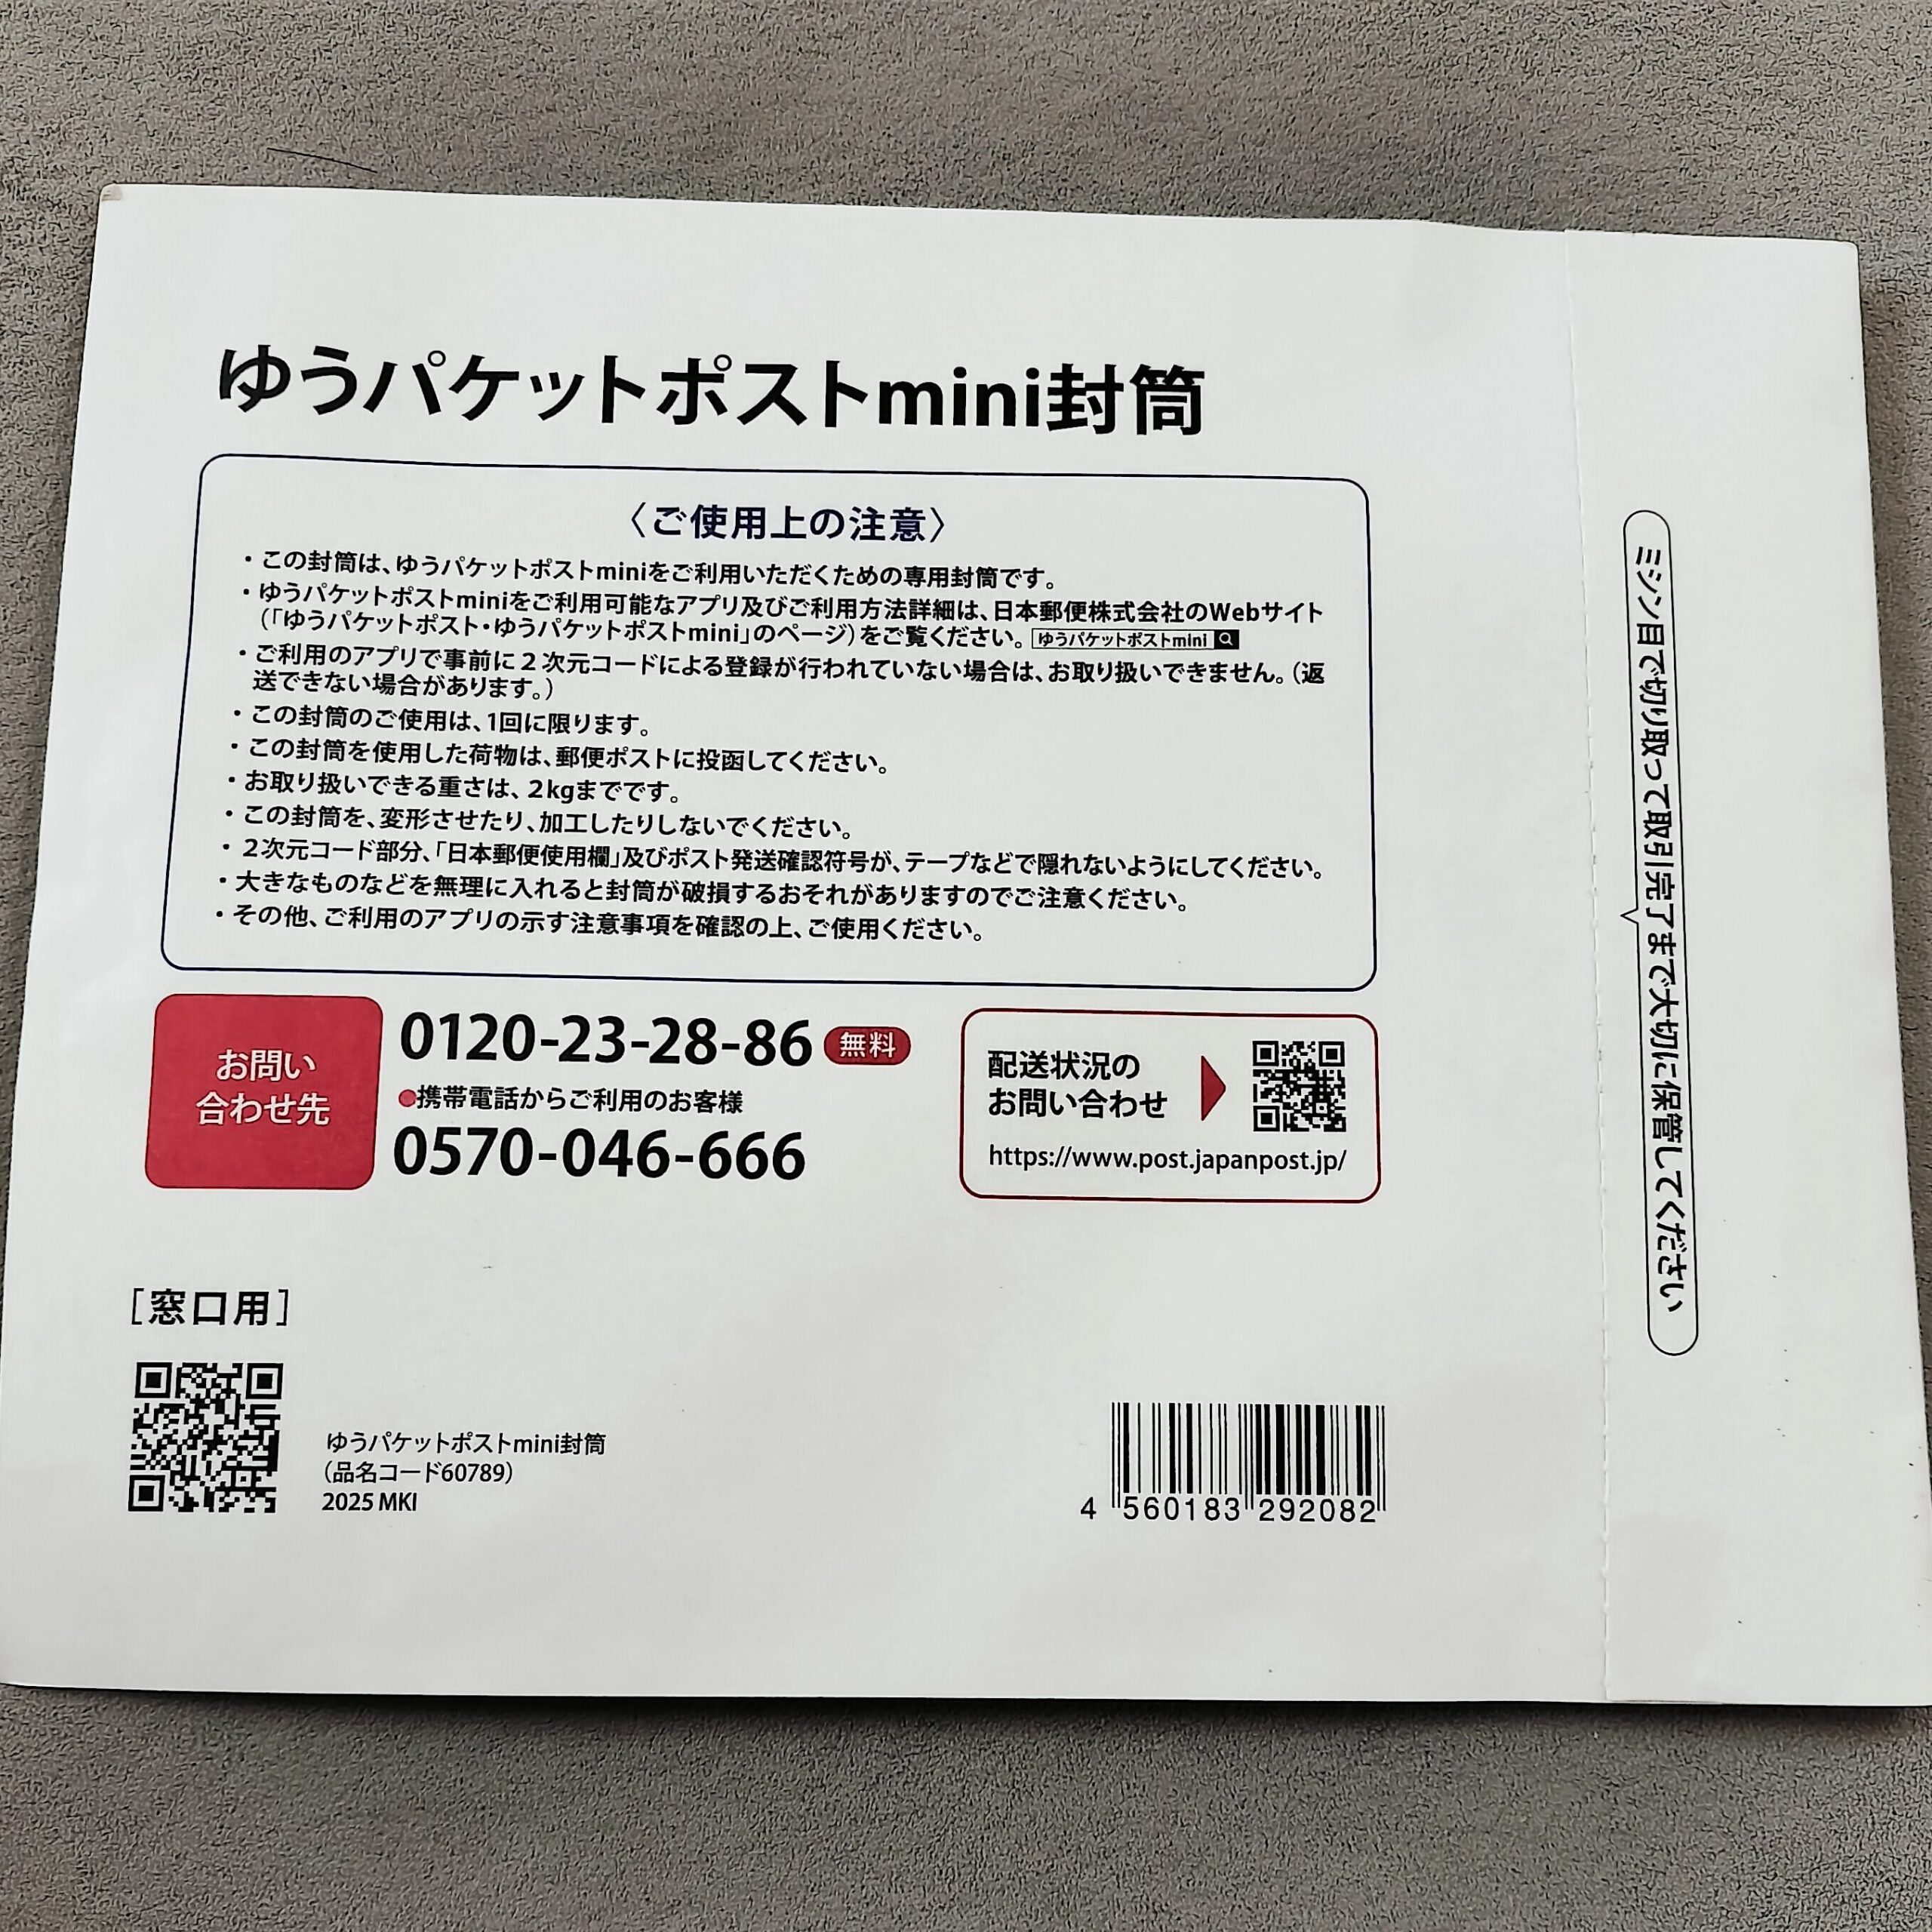 ゆうパケットポストmini封筒
〈ご使用上の注意〉
・この封筒は、ゆうパケットポストminiをご利用いただくための専用封筒です。
・ゆうパケットポストminiをご利用可能なアプリ及びご利用方法詳細は、日本郵便株式会社のWebサイト
（「ゆうパケットポスト・ゆうパケットポストmini」のページ）をご覧ください。 ゆうパケットポストmini
・ご利用のアプリで事前に２次元コードによる登録が行われていない場合は、お取り扱いできません。（返
送できない場合があります。）
・この封筒のご使用は、1回に限ります。
・この封筒を使用した荷物は、郵便ポストに投函してください。
・お取り扱いできる重さは、２kgまでです。
・この封筒を、変形させたり、加工したりしないでください。
・２次元コード部分、「日本郵便使用欄」及びポスト発送確認符号が、テープなどで隠れないようにしてください。
・大きなものなどを無理に入れると封筒が破損するおそれがありますのでご注意ください。
・その他、ご利用のアプリの示す注意事項を確認の上、ご使用ください。
お問い
合わせ先
0120-23-28-86 無料
●携帯電話からご利用のお客様
0570-046-666
配送状況の
お問い合わせ
https://www.post.japanpost.jp/
［窓口用］
ゆうパケットポストmini封筒
（品名コード60789）
2025 MKI
4 560183 292082
ミシン目で切り取って取引完了まで大切に保管してください